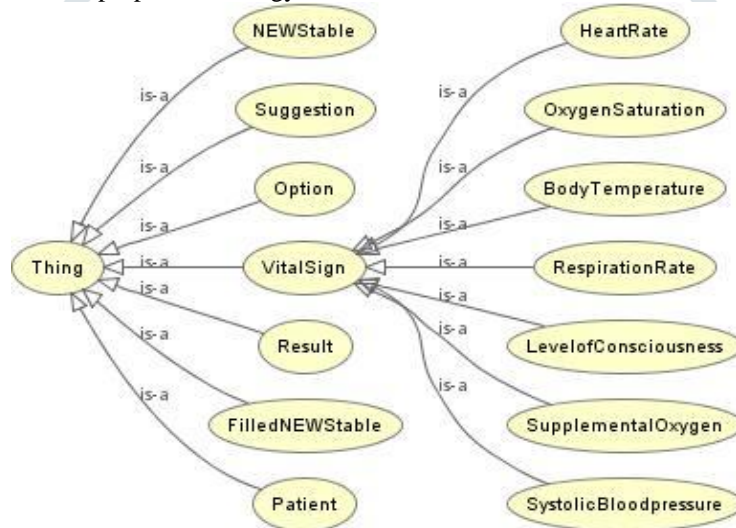 NEWStable
HeartRate
is-a
is-a
Suggestion
OxygenSaturation
is-a
is-a
Option
BodyTemperature
is-a
is-a
Thing
is-a
VitalSign
is-a
RespirationRate
is-a
is-a
Result
LevelofConsciousness
is-a
is-a
FilledNEWStable
SupplementalOxygen
is-a
is-a
Patient
SystolicBloodpressure